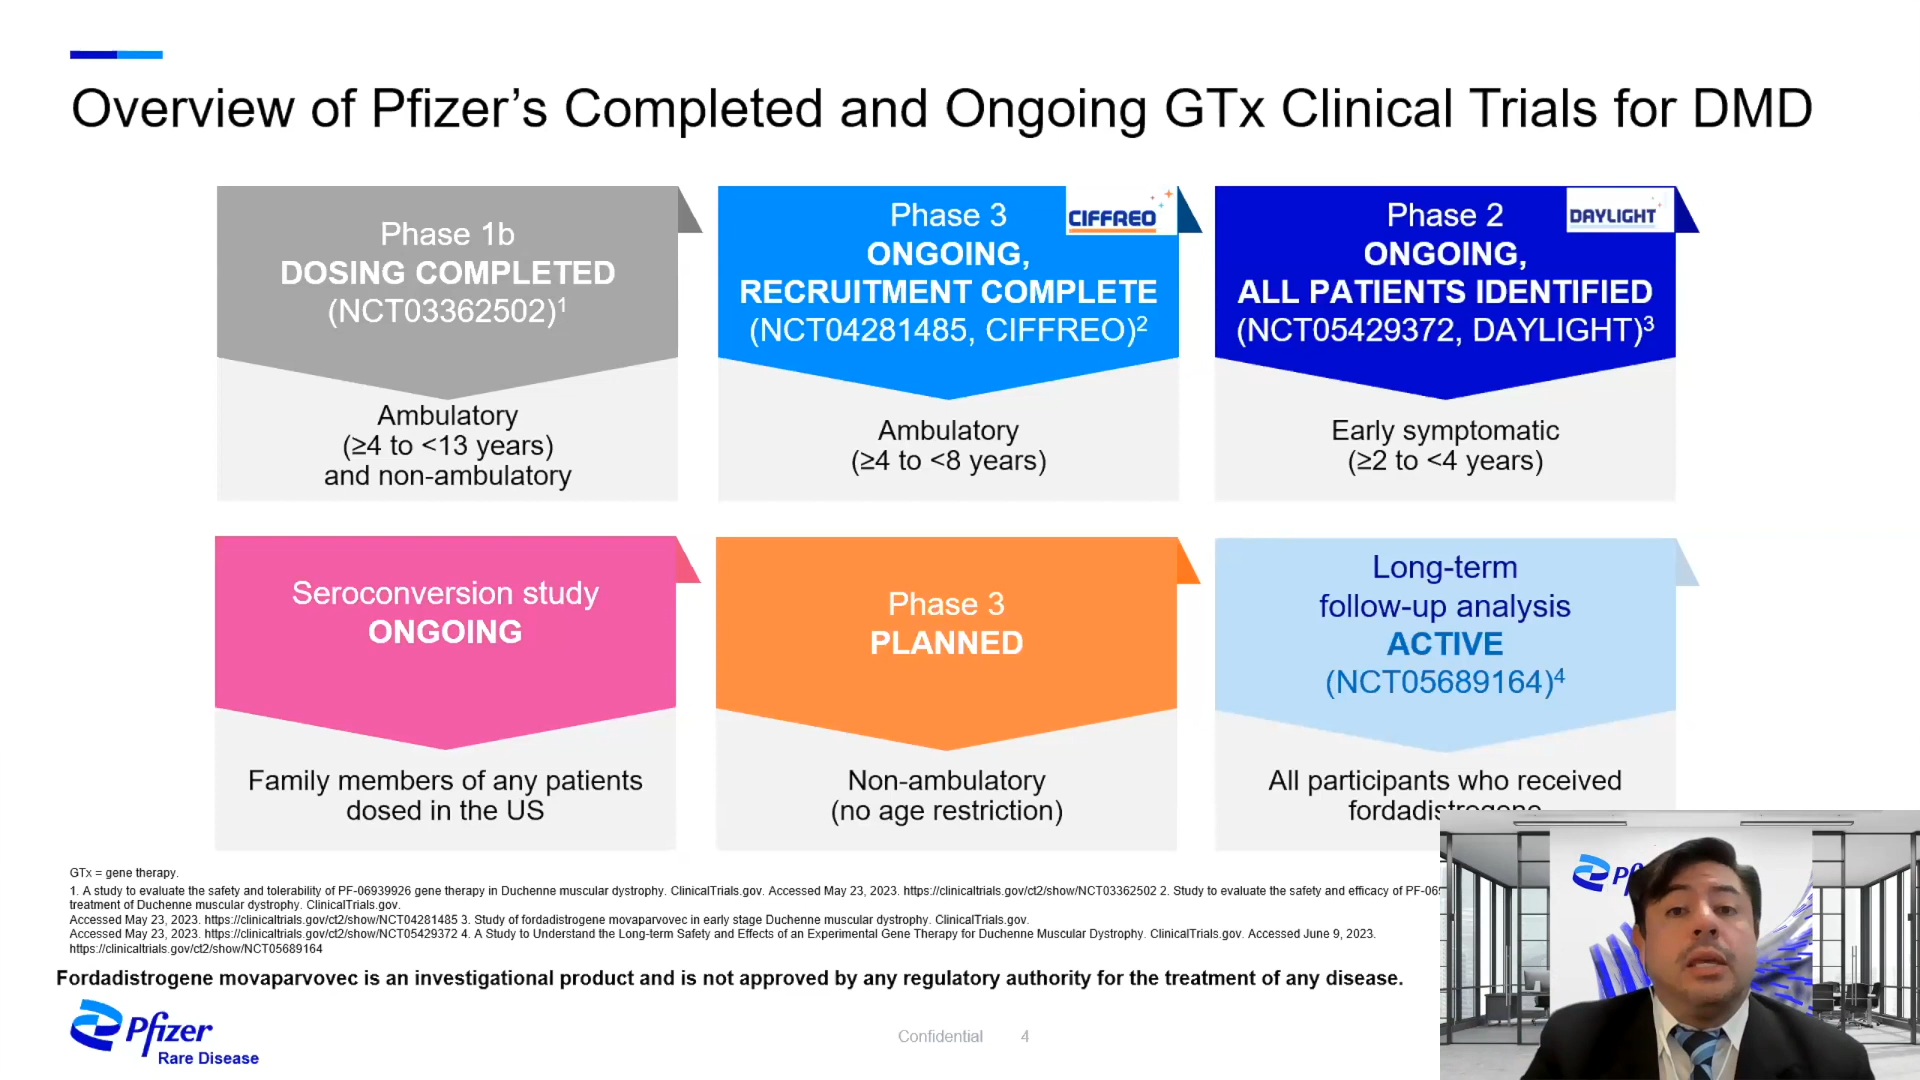 Overview of Pfizer’s Completed and Ongoing GTx Clinical Trials for DMD
Phase 1b
DOSING COMPLETED
(NCT03362502)1
Ambulatory
(≥4 to <13 years)
and non-ambulatory
CIFFREO
Phase 3
ONGOING,
RECRUITMENT COMPLETE
(NCT04281485, CIFFREO)2
Ambulatory
(≥4 to <8 years)
DAYLIGHT
Phase 2
ONGOING,
ALL PATIENTS IDENTIFIED
(NCT05429372, DAYLIGHT)3
Early symptomatic
(≥2 to <4 years)
Seroconversion study
ONGOING
Family members of any patients
dosed in the US
Phase 3
PLANNED
Non-ambulatory
(no age restriction)
Long-term
follow-up analysis
ACTIVE
(NCT05689164)4
All participants who received
GTx = gene therapy.
1. A study to evaluate the safety and tolerability of PF-06939926 gene therapy in Duchenne muscular dystrophy. ClinicalTrials.gov. Accessed May 23, 2023. https://clinicaltrials.gov/ct2/show/NCT03362502 2. Study to evaluate the safety and efficacy of
treatment of Duchenne muscular dystrophy. ClinicalTrials.gov.
Accessed May 23, 2023. https://clinicaltrials.gov/ct2/show/NCT04281485 3. Study of fordadistrogene movaparvovec in early stage Duchenne muscular dystrophy. ClinicalTrials.gov.
Accessed May 23, 2023. https://clinicaltrials.gov/ct2/show/NCT05429372 4. A Study to Understand the Long-term Safety and Effects of an Experimental Gene Therapy for Duchenne Muscular Dystrophy. ClinicalTrials.gov. Accessed June 9, 2023.
https://clinicaltrials.gov/ct2/show/NCT05689164
Fordadistrogene movaparvovec is an investigational product and is not approved by any regulatory authority for the treatment of any disease.
Pfizer
Rare Disease
Confidential 4